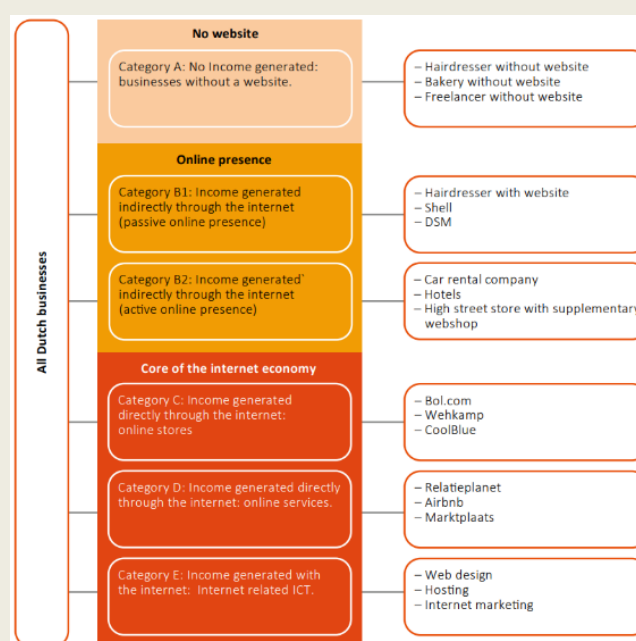 All Dutch businesses
No website
Category A: No Income generated:
businesses without a website.
– Hairdresser without website
– Bakery without website
– Freelancer without website
Online presence
Category B1: Income generated
indirectly through the internet
(passive online presence)
– Hairdresser with website
– Shell
– DSM
Category B2: Income generated`
indirectly through the internet
(active online presence)
– Car rental company
– Hotels
– High street store with supplementary
webshop
Core of the internet economy
Category C: Income generated
directly through the internet:
online stores
– Bol.com
– Wehkamp
– CoolBlue
Category D: Income generated directly
through the internet: online services.
– Relatieplanet
– Airbnb
– Marktplaats
Category E: Income generated with
the internet:  Internet related ICT.
– Web design
– Hosting
– Internet marketing